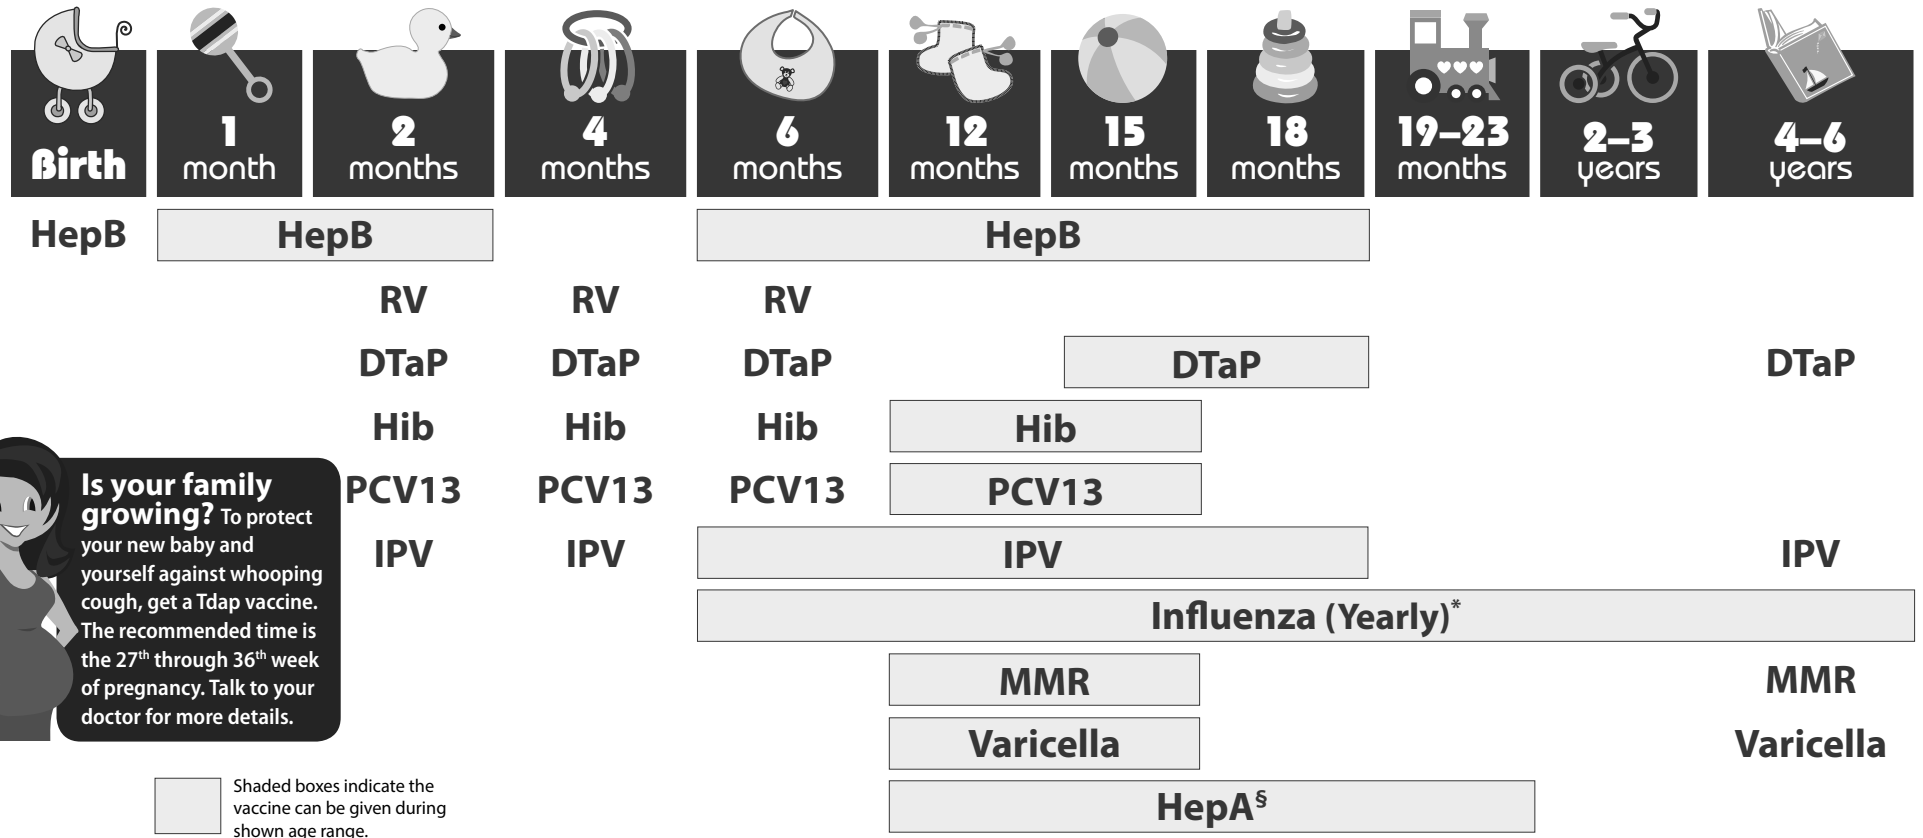 Birth
1 month
2 months
4 months
6 months
12 months
15 months
18 months
19–23 months
2–3 years
4–6 years
HepB HepB HepB
RV RV RV
DTaP DTaP DTaP DTaP DTaP
Hib Hib Hib Hib
PCV13 PCV13 PCV13 PCV13
IPV IPV IPV IPV
Influenza (Yearly)*
MMR MMR
Varicella Varicella
HepA§
Is your family
growing? To protect
your new baby and
yourself against whooping
cough, get a Tdap vaccine.
The recommended time is
the 27th through 36th week
of pregnancy. Talk to your
doctor for more details.
Shaded boxes indicate the
vaccine can be given during
shown age range.